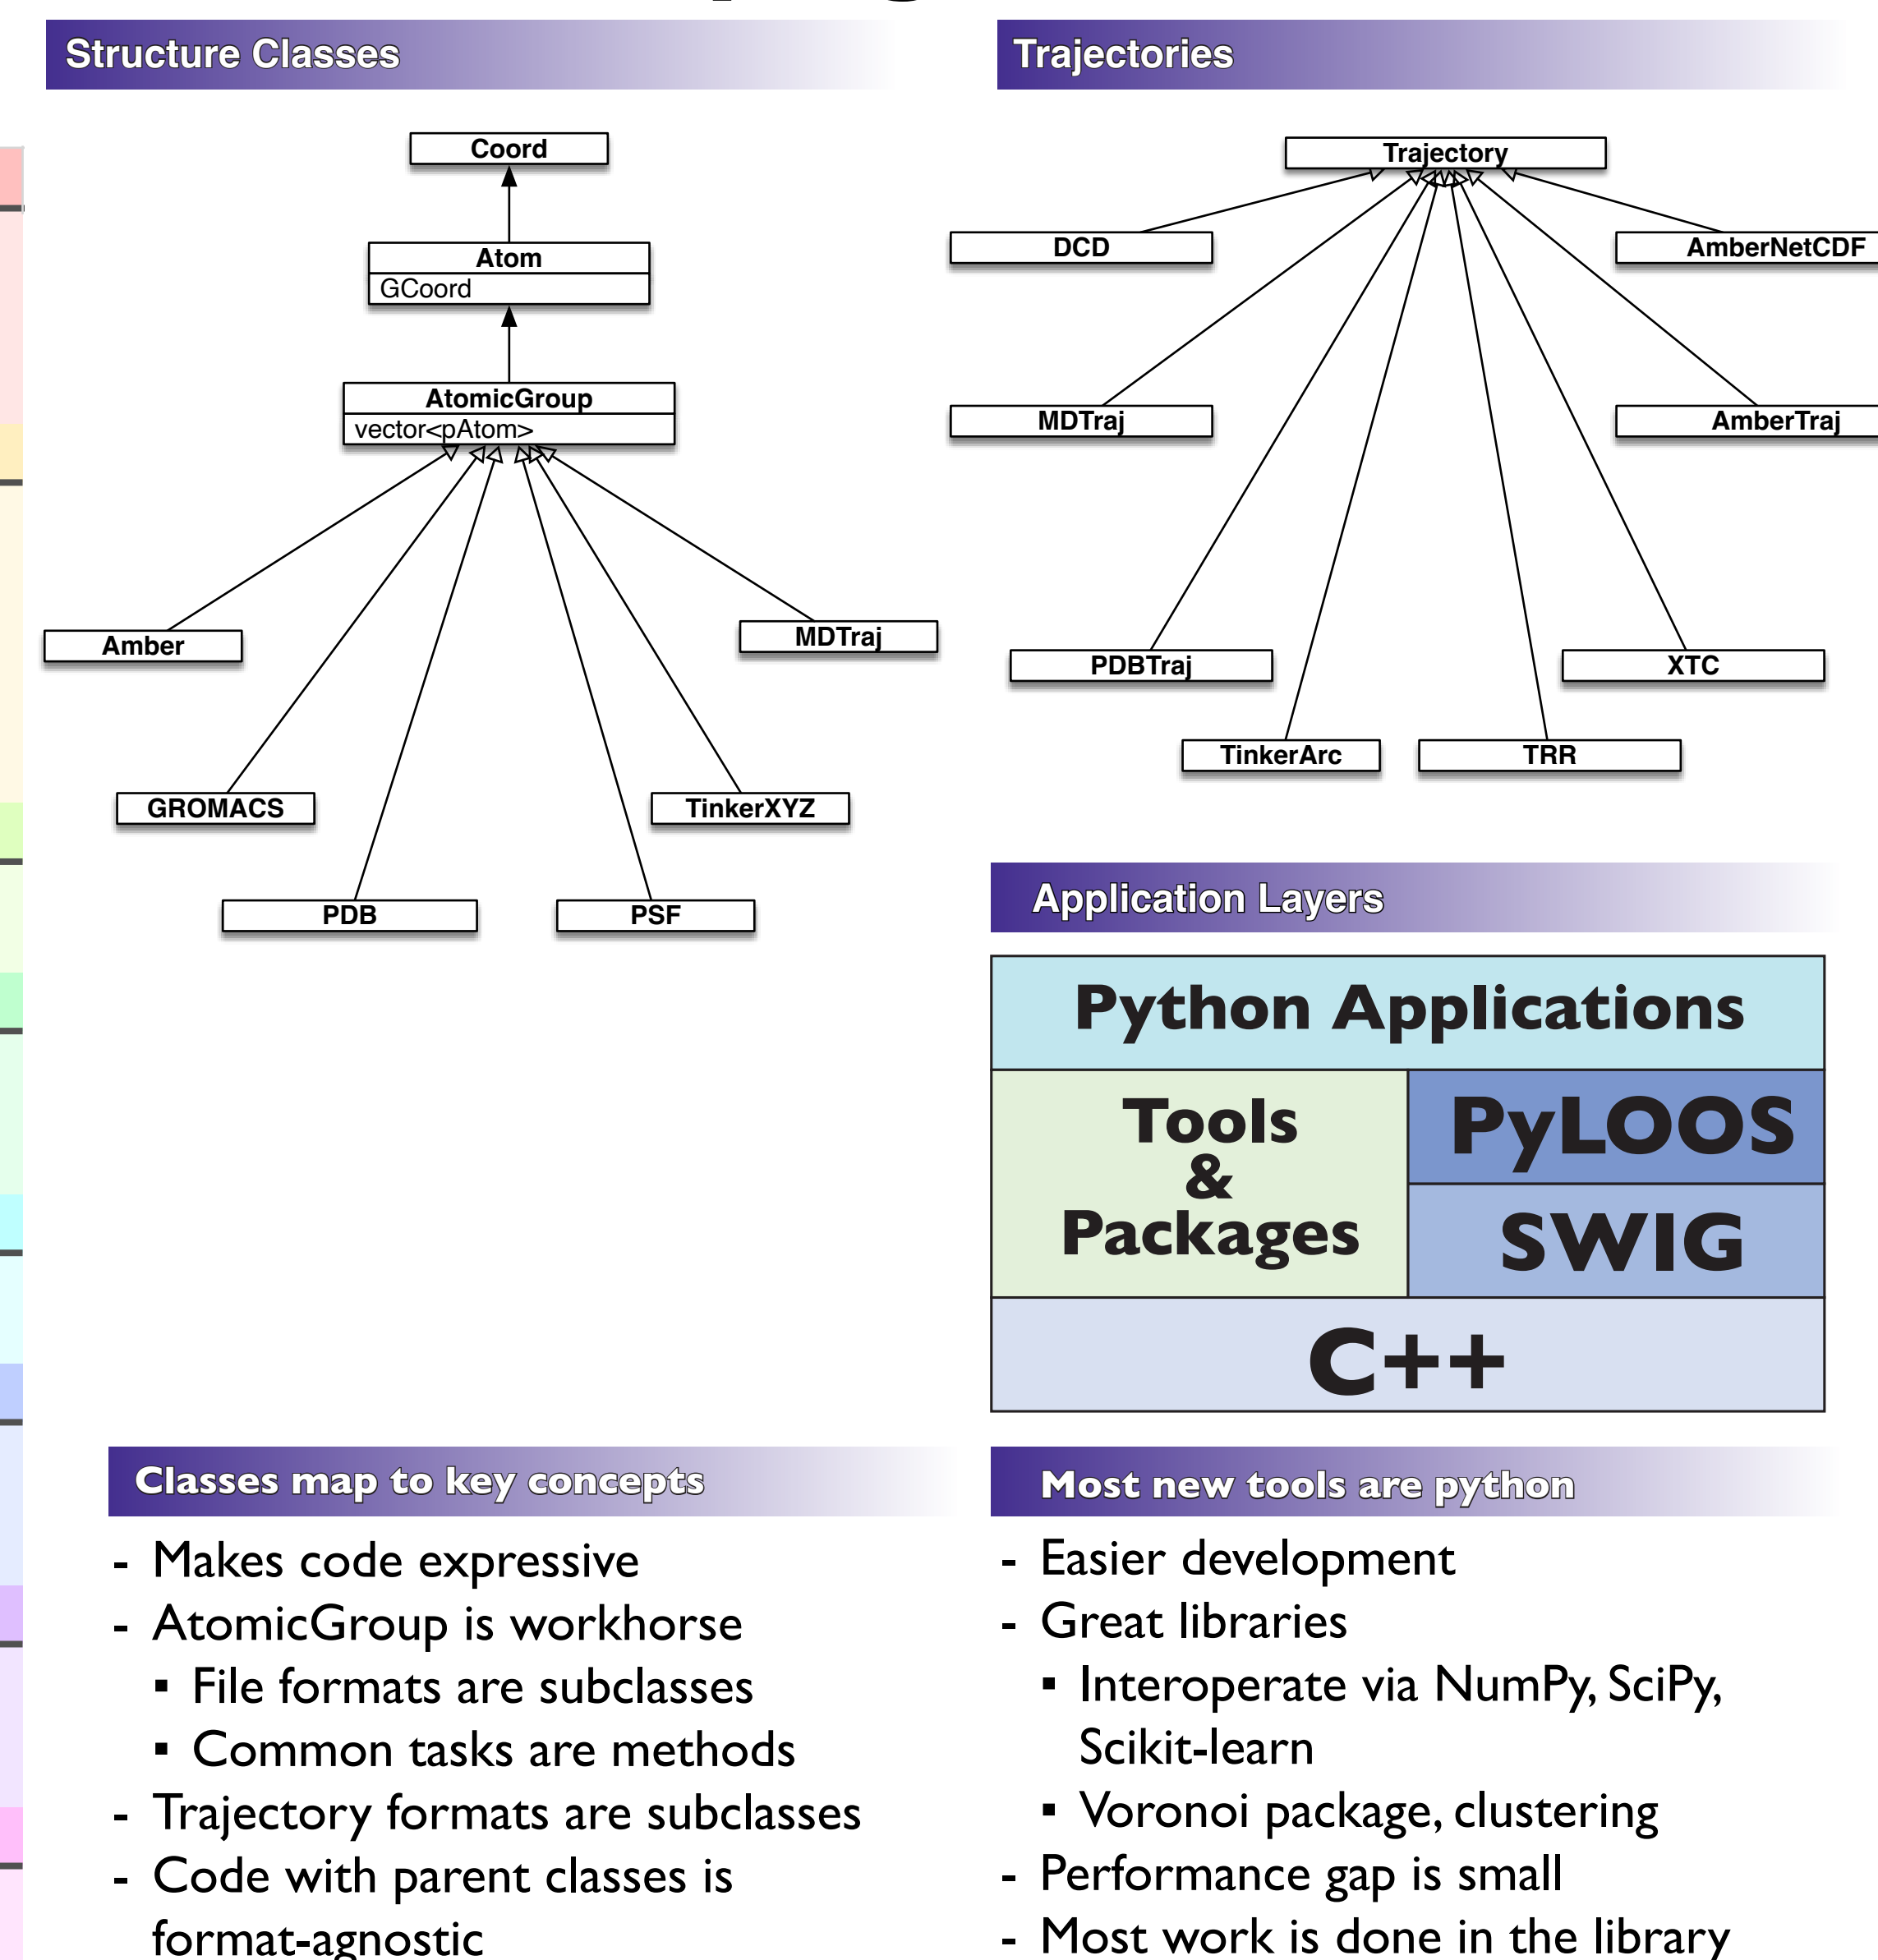 Structure Classes
Coord
Atom
GCoord
AtomicGroup
vector<pAtom>
Amber
MDTraj
GROMACS
TinkerXYZ
PDB
PSF
Trajectories
Trajectory
DCD
AmberNetCDF
MDTraj
AmberTraj
PDBTraj
XTC
TinkerArc
TRR
Application Layers
Python Applications
Tools
&
Packages
PyLOOS
SWIG
C++
Classes map to key concepts
- Makes code expressive
- AtomicGroup is workhorse
▪ File formats are subclasses
▪ Common tasks are methods
- Trajectory formats are subclasses
- Code with parent classes is
format-agnostic
Most new tools are python
- Easier development
- Great libraries
▪ Interoperate via NumPy, SciPy,
Scikit-learn
▪ Voronoi package, clustering
- Performance gap is small
- Most work is done in the library